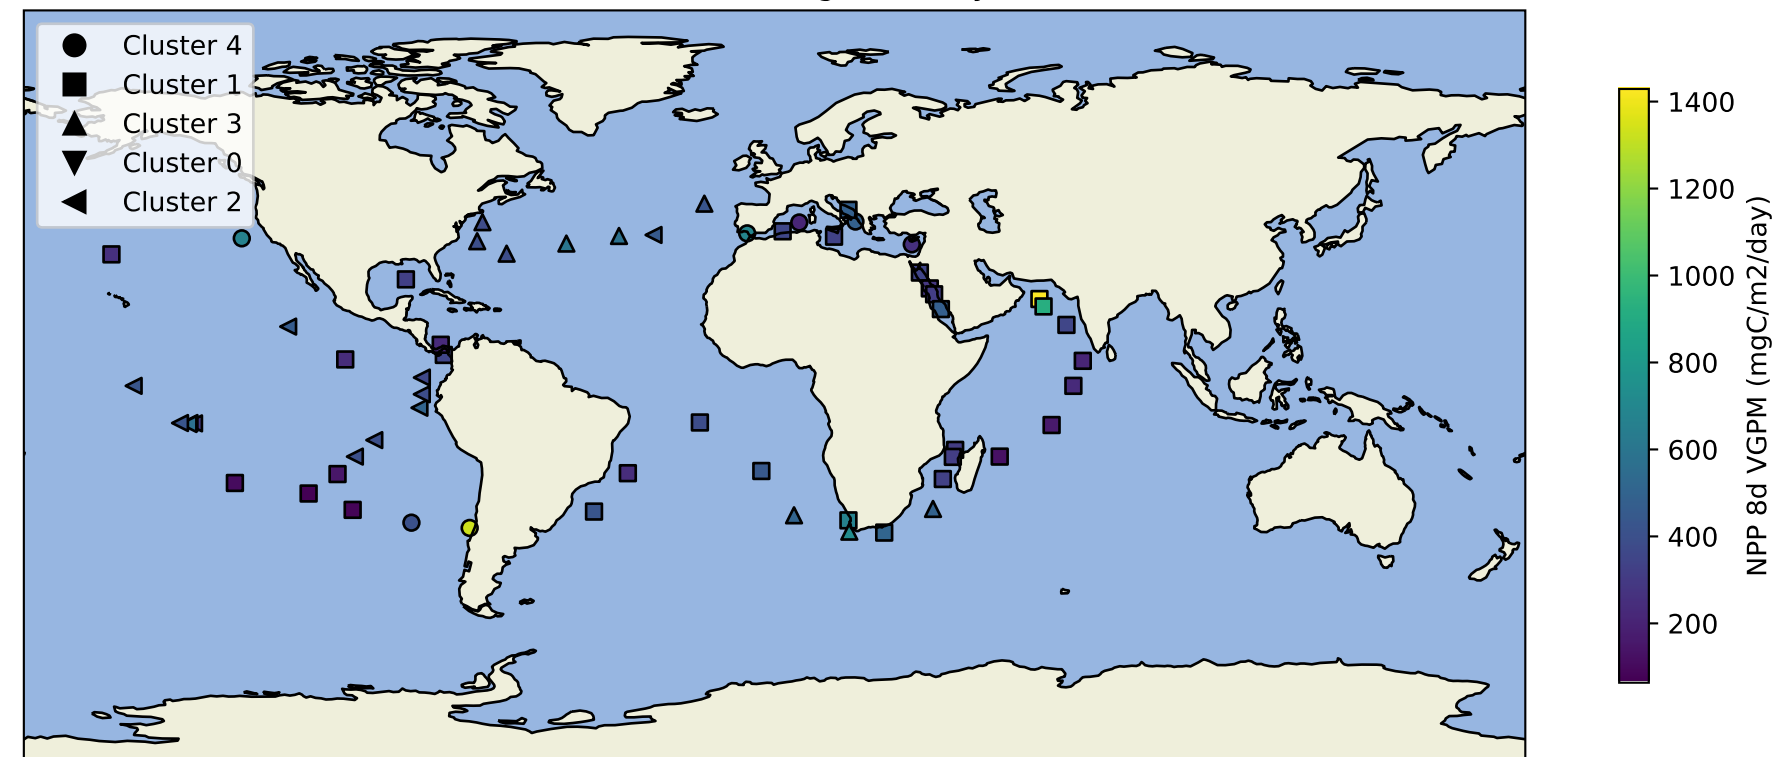 Cluster 4
Cluster 1
Cluster 3
Cluster 0
Cluster 2
1400
1200
1000
800
600
400
200
NPP 8d VGPM (mgC/m2/day)